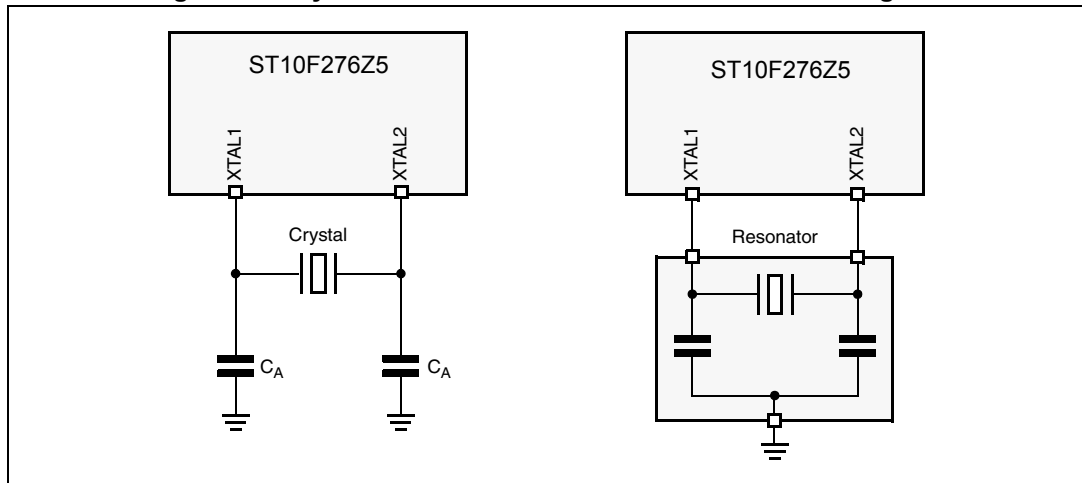 ST10F276Z5
XTAL1
XTAL2
Crystal
CA
CA
ST10F276Z5
XTAL1
XTAL2
Resonator